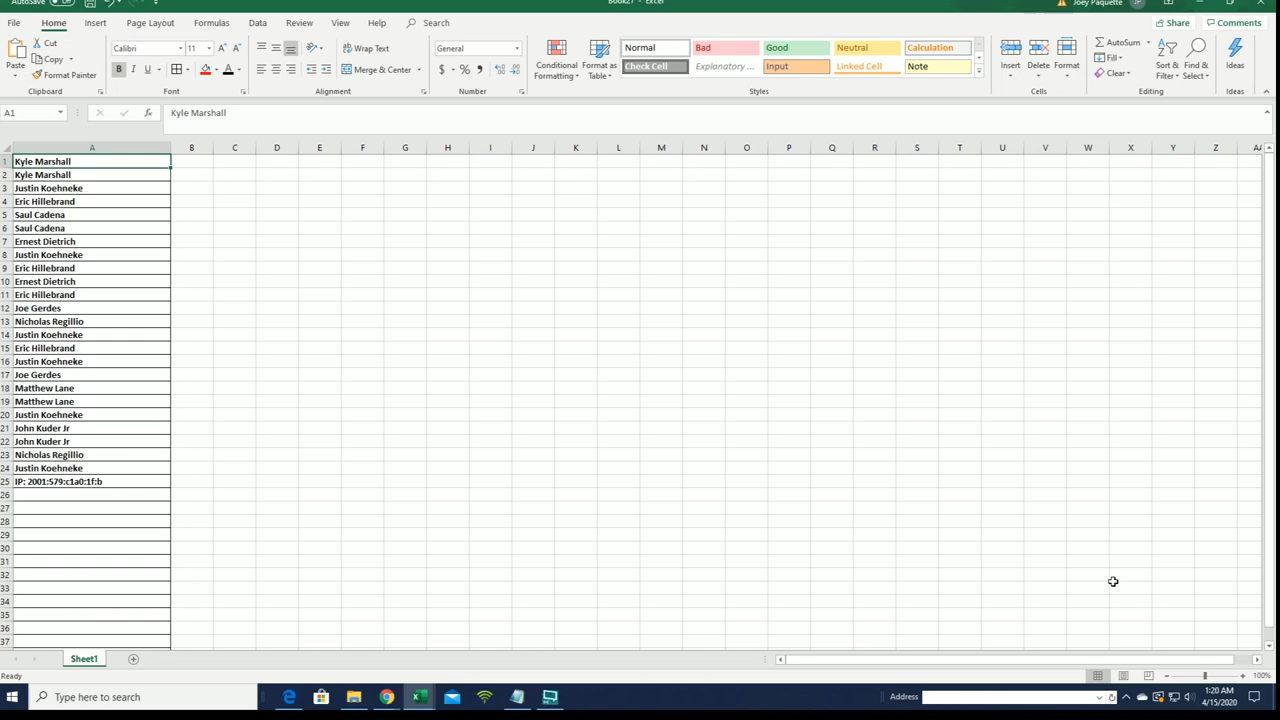 AutoSave Off Book27 - Excel Joey Paquette JP
File Home Insert Page Layout Formulas Data Review View Help Search Share Comments
Paste Cut Copy Format Painter Clipboard
Calibri 11 A A B I U A Font
Wrap Text Merge & Center Alignment
General $ % Number
Conditional Formatting Format as Table
Normal Bad Good Neutral Calculation
Check Cell Explanatory ... Input Linked Cell Note
Styles
Insert Delete Format Cells
AutoSum Fill Clear Sort & Filter Find & Select Editing
Ideas Ideas
A1 fx Kyle Marshall
A B C D E F G H I J K L M N O P Q R S T U V W X Y Z AA
1 Kyle Marshall
2 Kyle Marshall
3 Justin Koehneke
4 Eric Hillebrand
5 Saul Cadena
6 Saul Cadena
7 Ernest Dietrich
8 Justin Koehneke
9 Eric Hillebrand
10 Ernest Dietrich
11 Eric Hillebrand
12 Joe Gerdes
13 Nicholas Regillio
14 Justin Koehneke
15 Eric Hillebrand
16 Justin Koehneke
17 Joe Gerdes
18 Matthew Lane
19 Matthew Lane
20 Justin Koehneke
21 John Kuder Jr
22 John Kuder Jr
23 Nicholas Regillio
24 Justin Koehneke
25 IP: 2001:579:c1a0:1f:b
26
27
28
29
30
31
32
33
34
35
36
37
Sheet1
Ready 100%
Type here to search Address 1:20 AM
4/15/2020